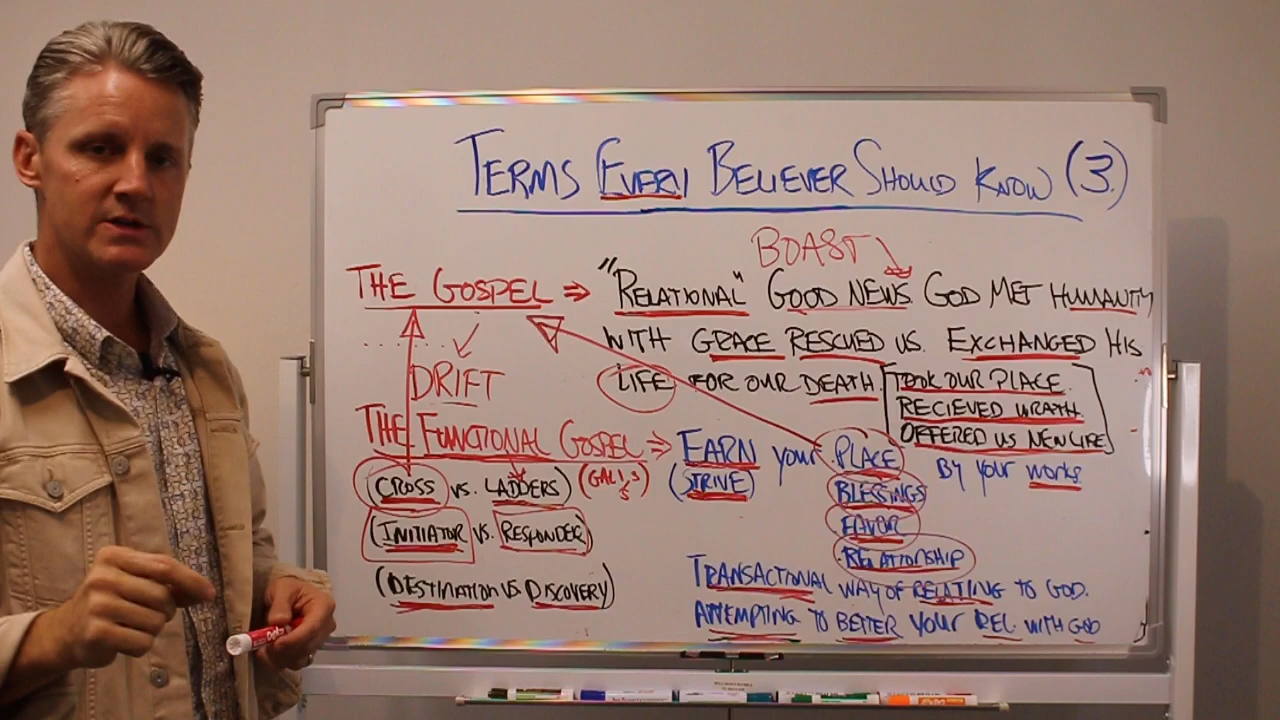 TERMS EVERY BELIEVER SHOULD KNOW (3.)
BOAST
THE GOSPEL ⇒ "RELATIONAL" GOOD NEWS. GOD MET HUMANITY
WITH GRACE RESCUED US. EXCHANGED HIS
LIFE FOR OUR DEATH.
TOOK OUR PLACE.
RECIEVED WRATH.
OFFERED US NEW LIFE
DRIFT
THE FUNCTIONAL GOSPEL ⇒ EARN your PLACE By your works
(STRIVE) BLESSINGS
FAVOR
RELATIONSHIP
(CROSS vs. LADDERS)
(INITIATOR vs. RESPONDER)
(DESTINATION vs DISCOVERY)
TRANSACTIONAL WAY OF RELATING TO GOD.
ATTEMPTING TO BETTER YOUR REL. WITH GOD
EXPO